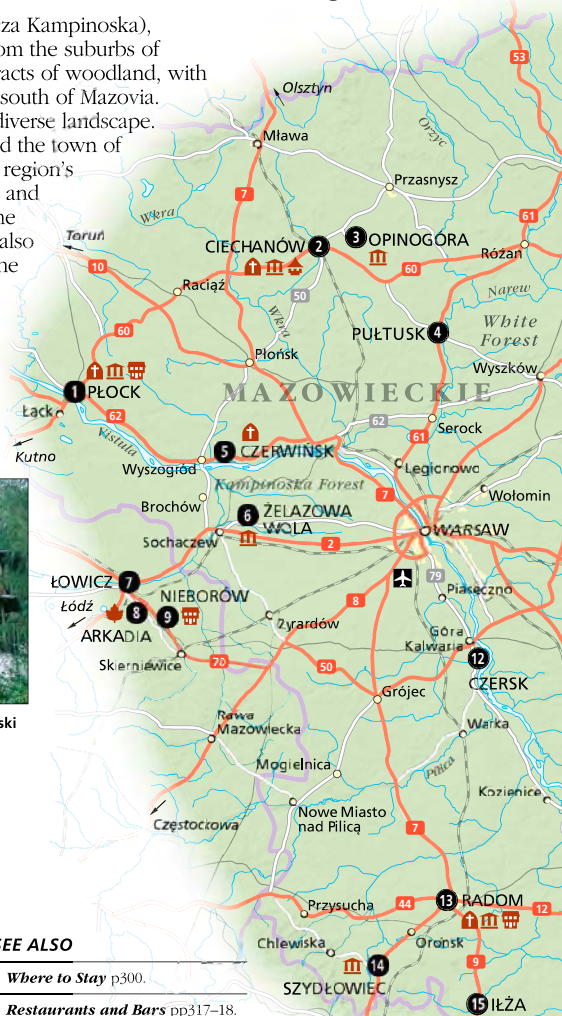 cza Kampinoska),
om the suburbs of
racts of woodland, with
south of Mazovia.
diverse landscape.
d the town of
region's
and
ne
also
ne
53
Olsztyn
Orzyc
Mława
Przasnysz
7
Wkra
61
Toruń
CIECHANÓW 2
3 OPINOGÓRA
Różan
10
60
Raciąż
50
Narew
60
Wkra
PUŁTUSK 4
White
Forest
Płońsk
Wyszków
1 PŁOCK
MAZOWIECKIE
Łąck
62
62
Serock
Kutno
Vistula
5 CZERWIŃSK
61
Wyszogród
Legionowo
Kampinoska Forest
7
Wołomin
Brochów
6 ŻELAZOWA
WOLA
WARSAW
Sochaczew
2
ŁOWICZ 7
79
Piaseczno
NIEBORÓW
8
Łódź
8 9
ARKADIA
Żyrardów
Góra
Kalwaria
Skierniewice
70
50
12
CZERSK
Grójec
ski
Rawa
Mazowiecka
Warka
Mogielnica
Pilica
Kozienice
Nowe Miasto
nad Pilicą
Częstochowa
7
13 RADOM
Przysucha
44
12
SEE ALSO
Chlewiska
Orońsk
9
Where to Stay p300.
14
SZYDŁOWIEC
Restaurants and Bars pp317–18.
15 IŁŻA